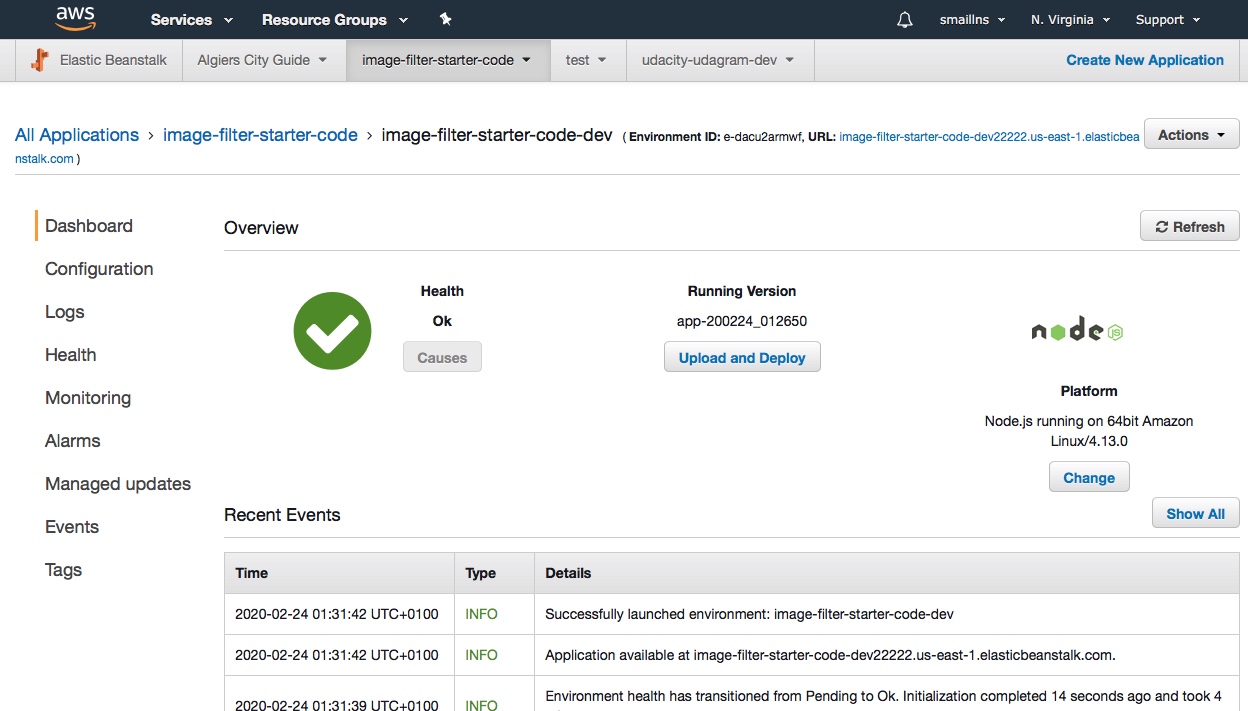 aws Services Resource Groups smaillns N. Virginia Support
Elastic Beanstalk Algiers City Guide image-filter-starter-code test udacity-udagram-dev Create New Application
All Applications > image-filter-starter-code > image-filter-starter-code-dev ( Environment ID: e-dacu2armwf, URL: image-filter-starter-code-dev22222.us-east-1.elasticbea
nstalk.com )
Actions
Dashboard
Configuration
Logs
Health
Monitoring
Alarms
Managed updates
Events
Tags
Overview
Refresh
Health
Ok
Causes
Running Version
app-200224_012650
Upload and Deploy
node JS
Platform
Node.js running on 64bit Amazon
Linux/4.13.0
Change
Recent Events
Show All
Time Type Details
2020-02-24 01:31:42 UTC+0100 INFO Successfully launched environment: image-filter-starter-code-dev
2020-02-24 01:31:42 UTC+0100 INFO Application available at image-filter-starter-code-dev22222.us-east-1.elasticbeanstalk.com.
2020-02-24 01:31:39 UTC+0100 INFO Environment health has transitioned from Pending to Ok. Initialization completed 14 seconds ago and took 4